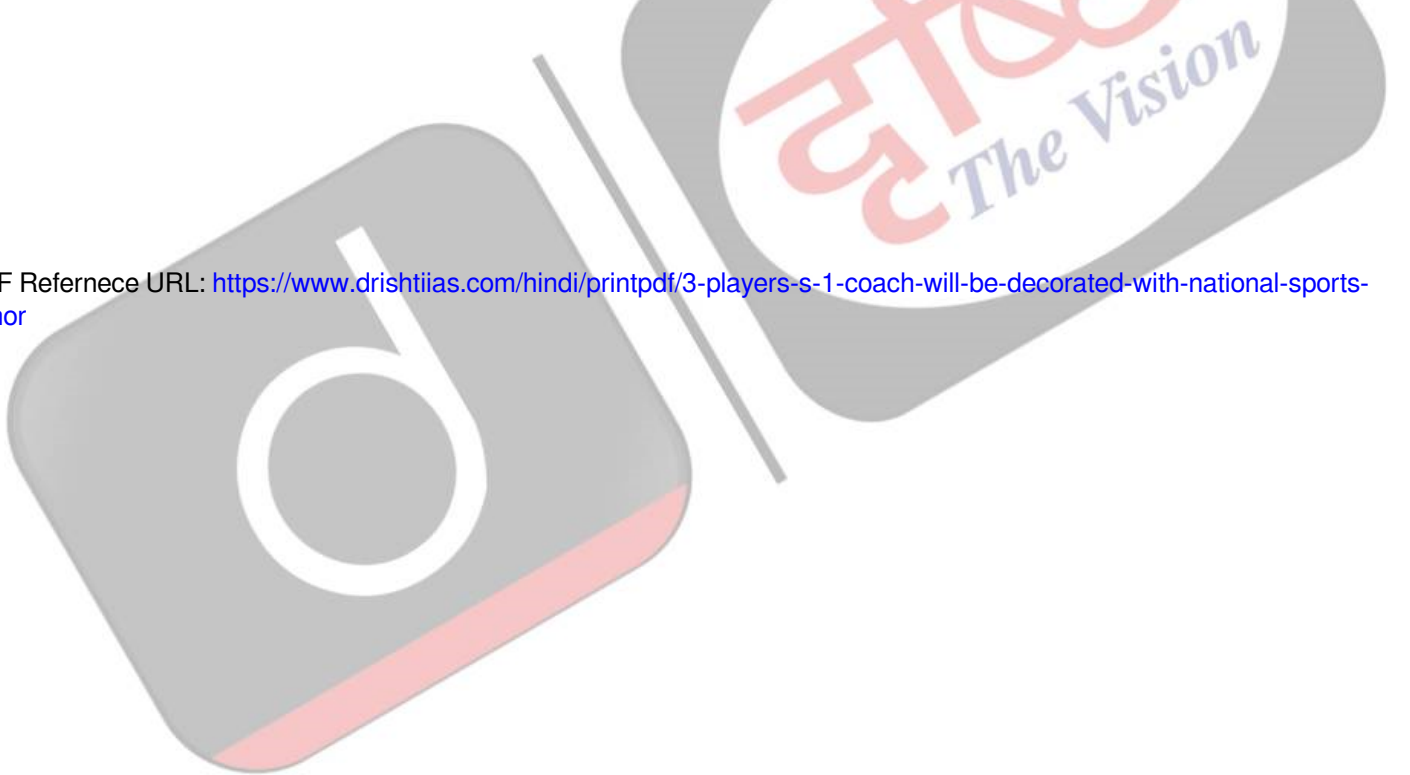 दृष्टि
The Vision
F Refernece URL: https://www.drishtiias.com/hindi/printpdf/3-players-s-1-coach-will-be-decorated-with-national-sports-
nor